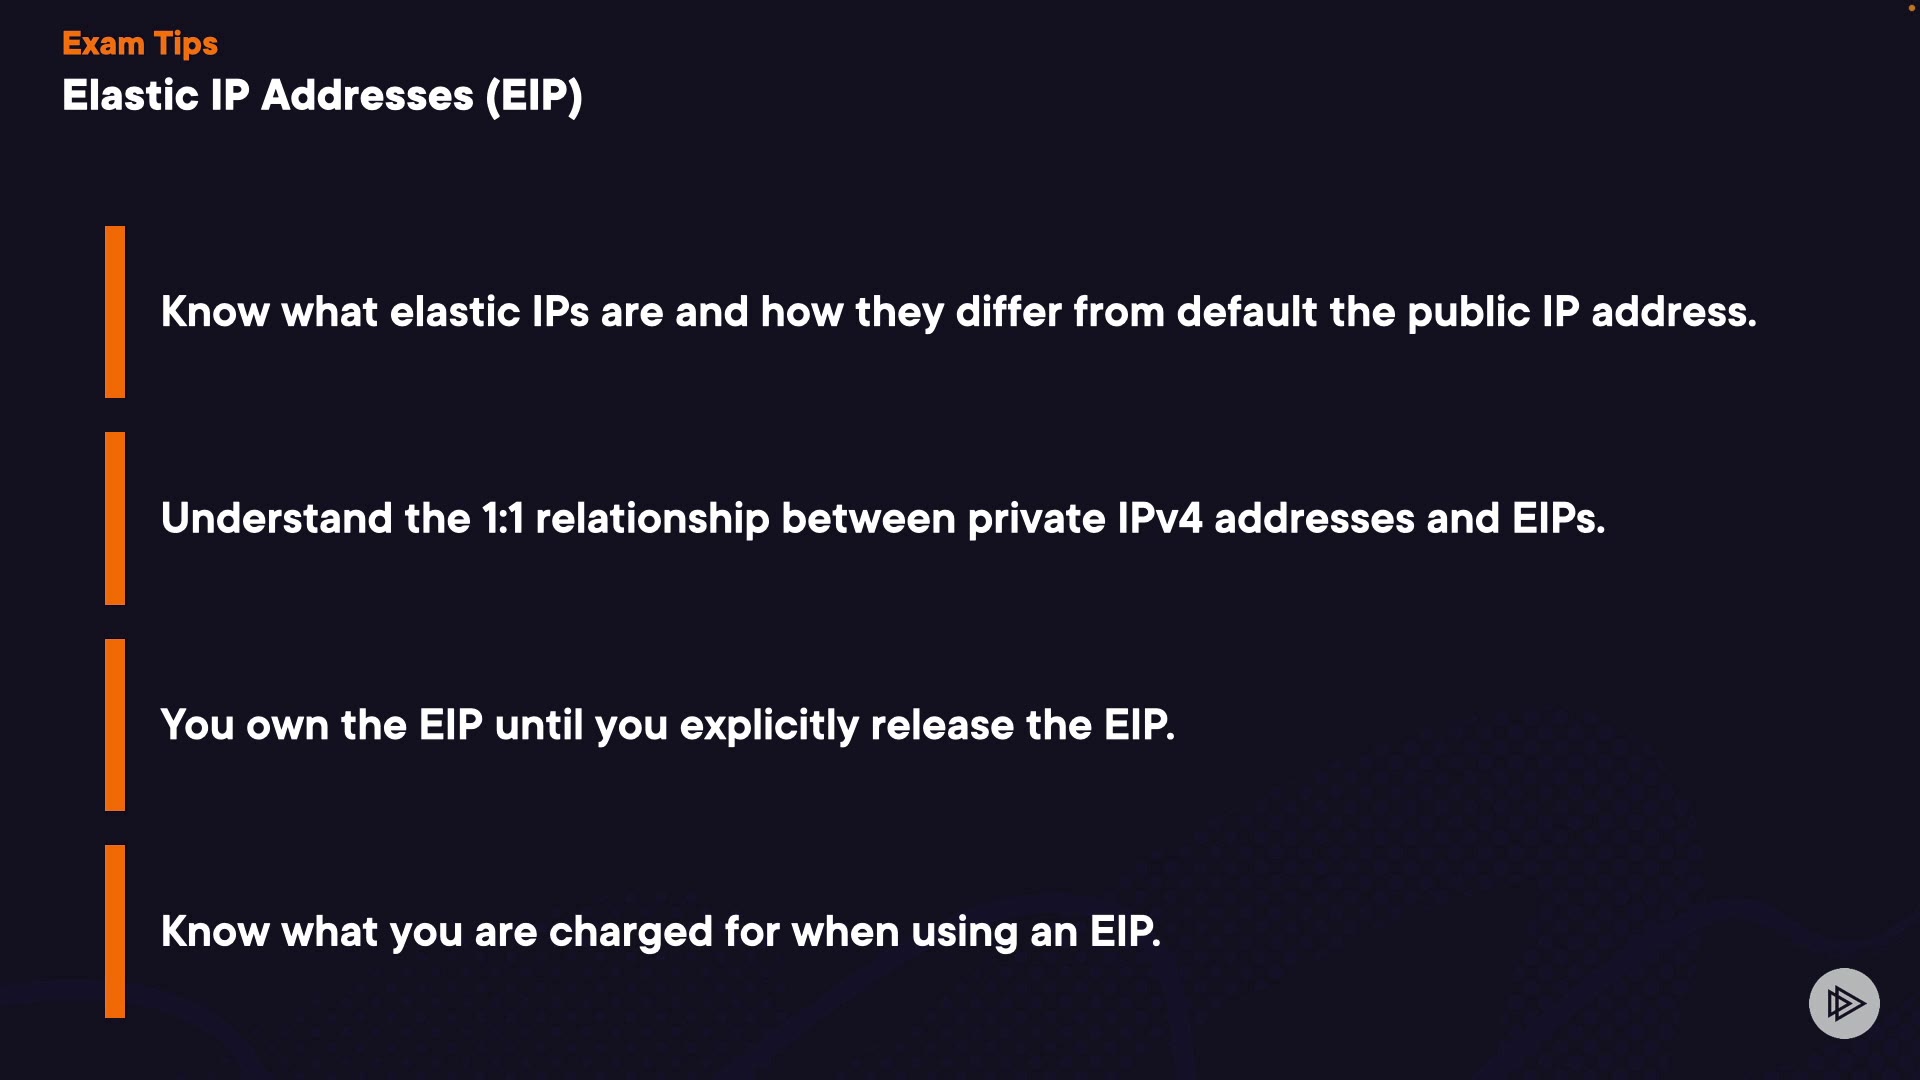 Exam Tips
Elastic IP Addresses (EIP)
Know what elastic IPs are and how they differ from default the public IP address.
Understand the 1:1 relationship between private IPv4 addresses and EIPs.
You own the EIP until you explicitly release the EIP.
Know what you are charged for when using an EIP.